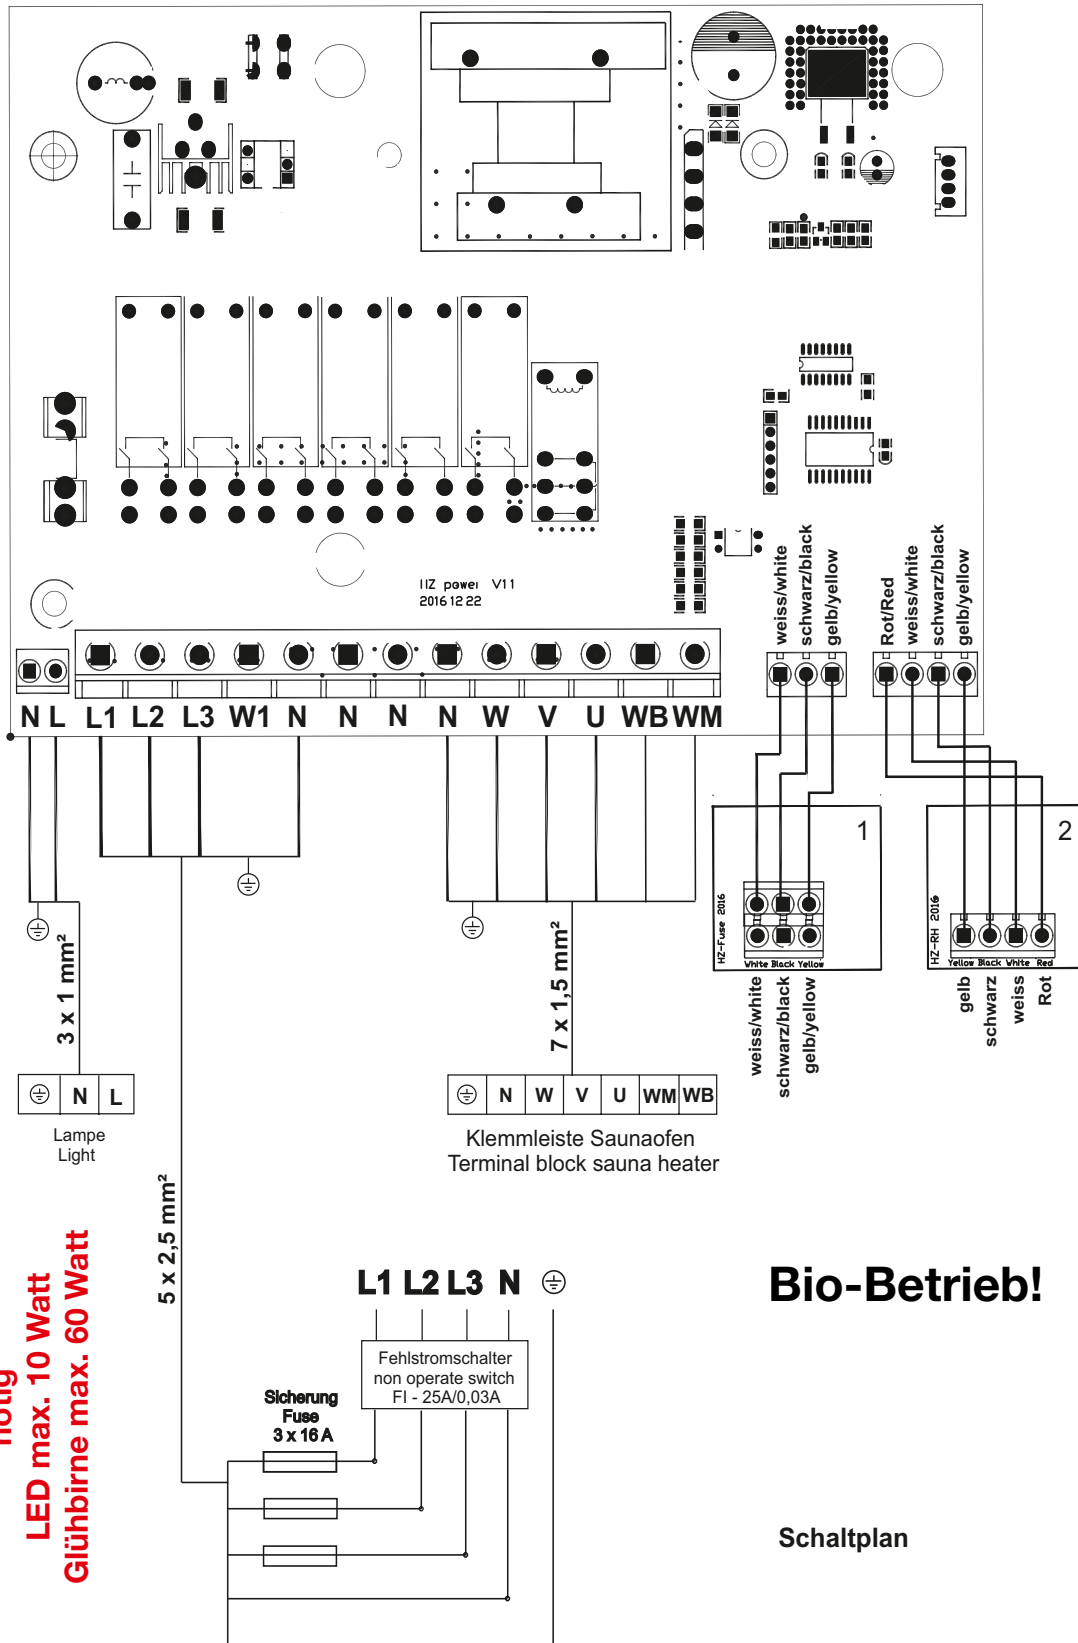 HZ power V11
2016 12 22
weiss/white
schwarz/black
gelb/yellow
Rot/Red
weiss/white
schwarz/black
gelb/yellow
N L L1 L2 L3 W1 N N N N W V U WB WM
1
HZ-Fuse 2016
White Black Yellow
weiss/white
schwarz/black
gelb/yellow
2
HZ-RH 2016
Yellow Black White Red
gelb
schwarz
weiss
Rot
3 x 1 mm²
7 x 1,5 mm²
N L
Lampe
Light
N W V U WM WB
Klemmleiste Saunaofen
Terminal block sauna heater
5 x 2,5 mm²
nötig
LED max. 10 Watt
Glühbirne max. 60 Watt
L1 L2 L3 N
Fehlstromschalter
non operate switch
FI - 25A/0,03A
Sicherung
Fuse
3 x 16 A
Bio-Betrieb!
Schaltplan